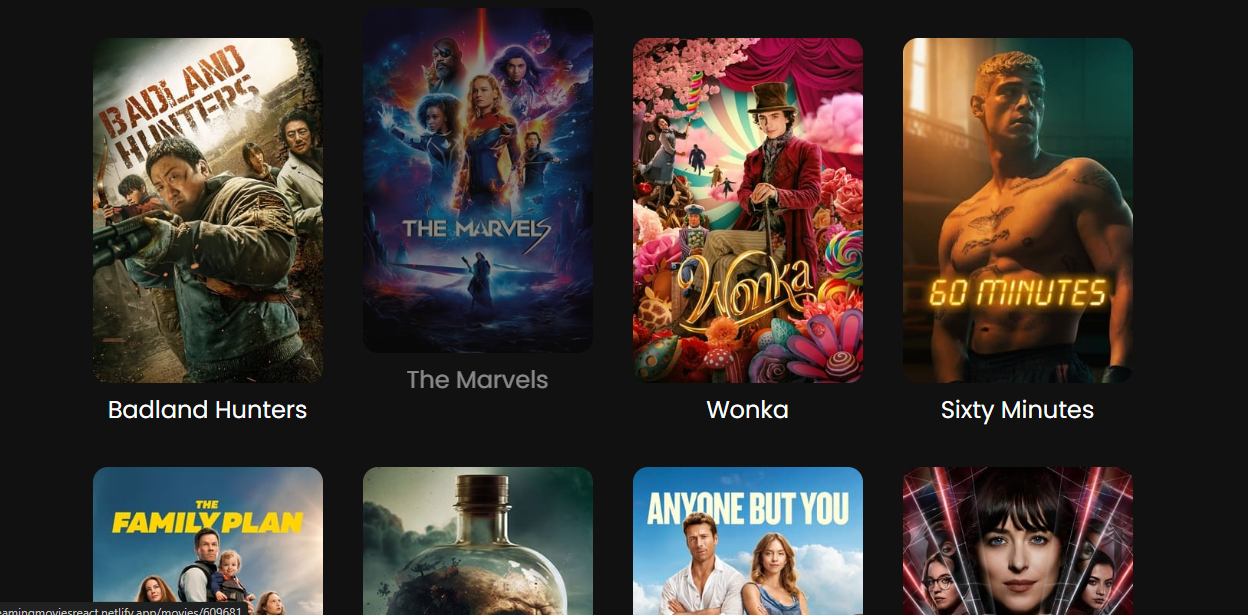 BADLAND
HUNTERS
THE MARVELS
Wonka
60 MINUTES
The Marvels
Badland Hunters
Wonka
Sixty Minutes
THE
FAMILY PLAN
ANYONE BUT YOU
eamingmoviesreact.netlify.app/movies/609681